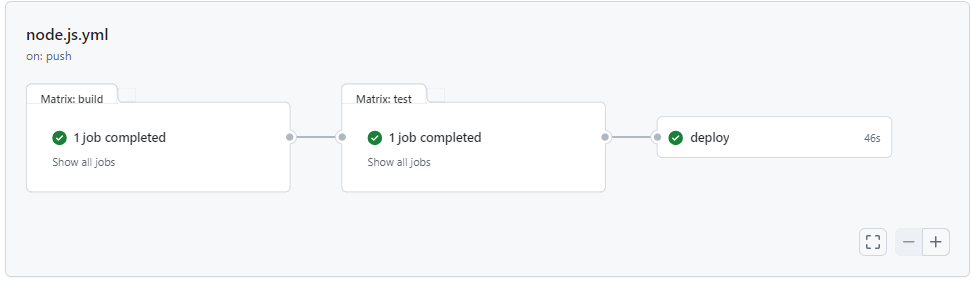 node.js.yml
on: push
Matrix: build
1 job completed
Show all jobs
Matrix: test
1 job completed
Show all jobs
deploy
46s